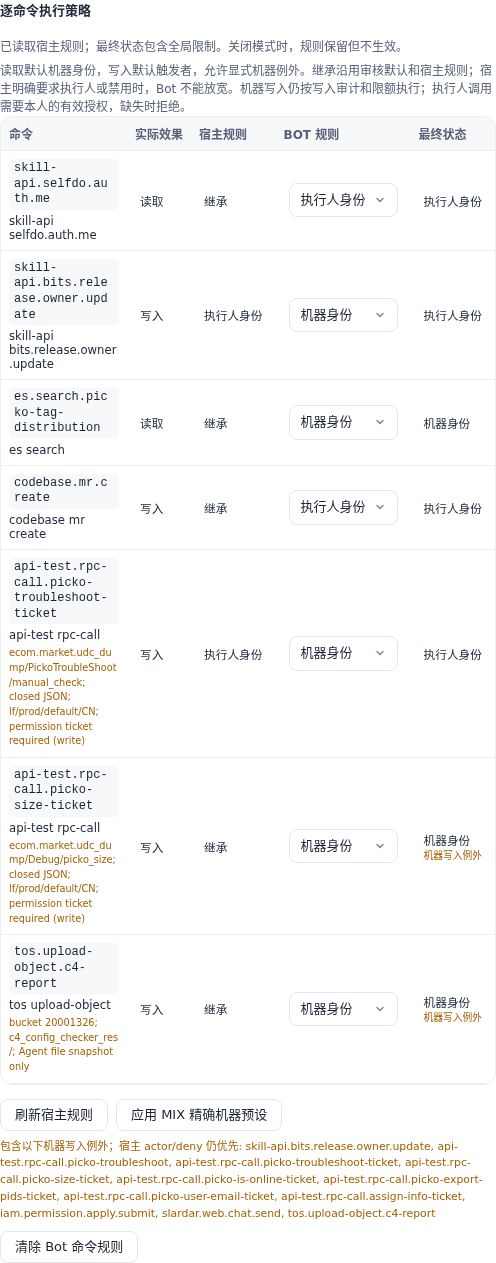 逐命令执行策略
已读取宿主规则；最终状态包含全局限制。关闭模式时，规则保留但不生效。
读取默认机器身份，写入默认触发者，允许显式机器例外。继承沿用审核默认和宿主规则；宿
主明确要求执行人或禁用时，Bot 不能放宽。机器写入仍按写入审计和限额执行；执行人调用
需要本人的有效授权，缺失时拒绝。
命令 实际效果 宿主规则 BOT 规则 最终状态
skill-
api.selfdo.au
th.me
skill-api
selfdo.auth.me
读取 继承 执行人身份 执行人身份
skill-
api.bits.rele
ase.owner.upd
ate
skill-api
bits.release.owner
.update
写入 执行人身份 机器身份 执行人身份
es.search.pic
ko-tag-
distribution
es search
读取 继承 机器身份 机器身份
codebase.mr.c
reate
codebase mr
create
写入 继承 执行人身份 执行人身份
api-test.rpc-
call.picko-
troubleshoot-
ticket
api-test rpc-call
ecom.market.udc_du
mp/PickoTroubleShoot
/manual_check;
closed JSON;
lf/prod/default/CN;
permission ticket
required (write)
写入 执行人身份 机器身份 执行人身份
api-test.rpc-
call.picko-
size-ticket
api-test rpc-call
ecom.market.udc_du
mp/Debug/picko_size;
closed JSON;
lf/prod/default/CN;
permission ticket
required (write)
写入 继承 机器身份 机器身份
机器写入例外
tos.upload-
object.c4-
report
tos upload-object
bucket 20001326;
c4_config_checker_res
/; Agent file snapshot
only
写入 继承 机器身份 机器身份
机器写入例外
刷新宿主规则 应用 MIX 精确机器预设
包含以下机器写入例外；宿主 actor/deny 仍优先: skill-api.bits.release.owner.update, api-
test.rpc-call.picko-troubleshoot, api-test.rpc-call.picko-troubleshoot-ticket, api-test.rpc-
call.picko-size-ticket, api-test.rpc-call.picko-is-online-ticket, api-test.rpc-call.picko-export-
pids-ticket, api-test.rpc-call.picko-user-email-ticket, api-test.rpc-call.assign-info-ticket,
iam.permission.apply.submit, slardar.web.chat.send, tos.upload-object.c4-report
清除 Bot 命令规则